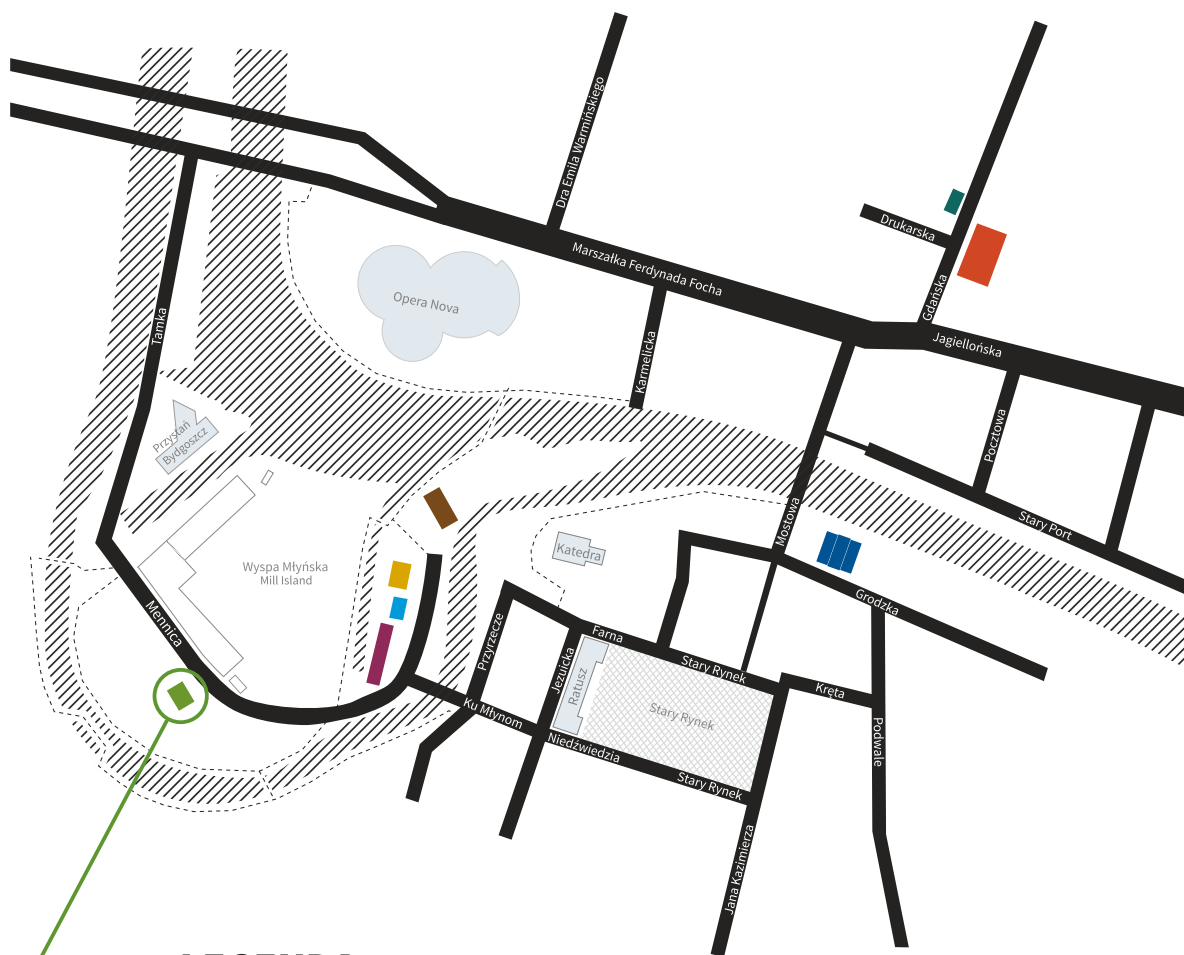 Dra Emila Warmińskiego
Drukarska
Marszałka Ferdynada Focha
Gdańska
Opera Nova
Jagiellońska
Tamka
Karmelicka
Przystań
Bydgoszcz
Pocztowa
Mostowa
Stary Port
Katedra
Wyspa Młyńska
Mill Island
Grodzka
Mennica
Przyrzecze
Farna
Jezuicka
Stary Rynek
Ratusz
Kręta
Stary Rynek
Ku Młynom
Podwale
Niedźwiedzia
Stary Rynek
Jana Kazimierza
LEGENDA